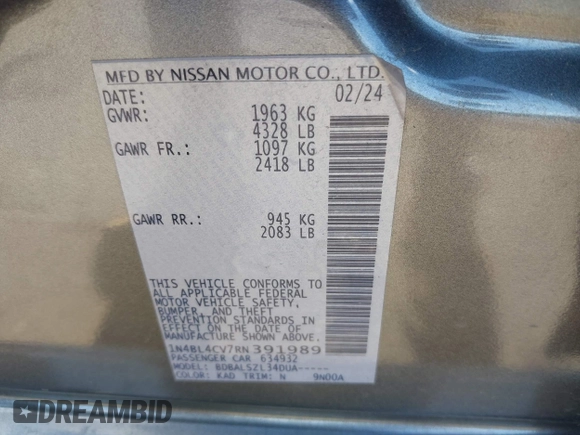 MFD BY NISSAN MOTOR CO., LTD.
DATE: 02/24
GVWR: 1963 KG
4328 LB
GAWR FR.: 1097 KG
2418 LB
GAWR RR.: 945 KG
2083 LB
THIS VEHICLE CONFORMS TO
ALL APPLICABLE FEDERAL
MOTOR VEHICLE SAFETY,
BUMPER, AND THEFT
PREVENTION STANDARDS IN
EFFECT ON THE DATE OF
MANUFACTURE SHOWN ABOVE.
1N4BL4CV7RN391989
PASSENGER CAR 634932
MODEL: BDBALSZL34DUA-----
COLOR: KAD TRIM: N 9N00A
DREAMBID